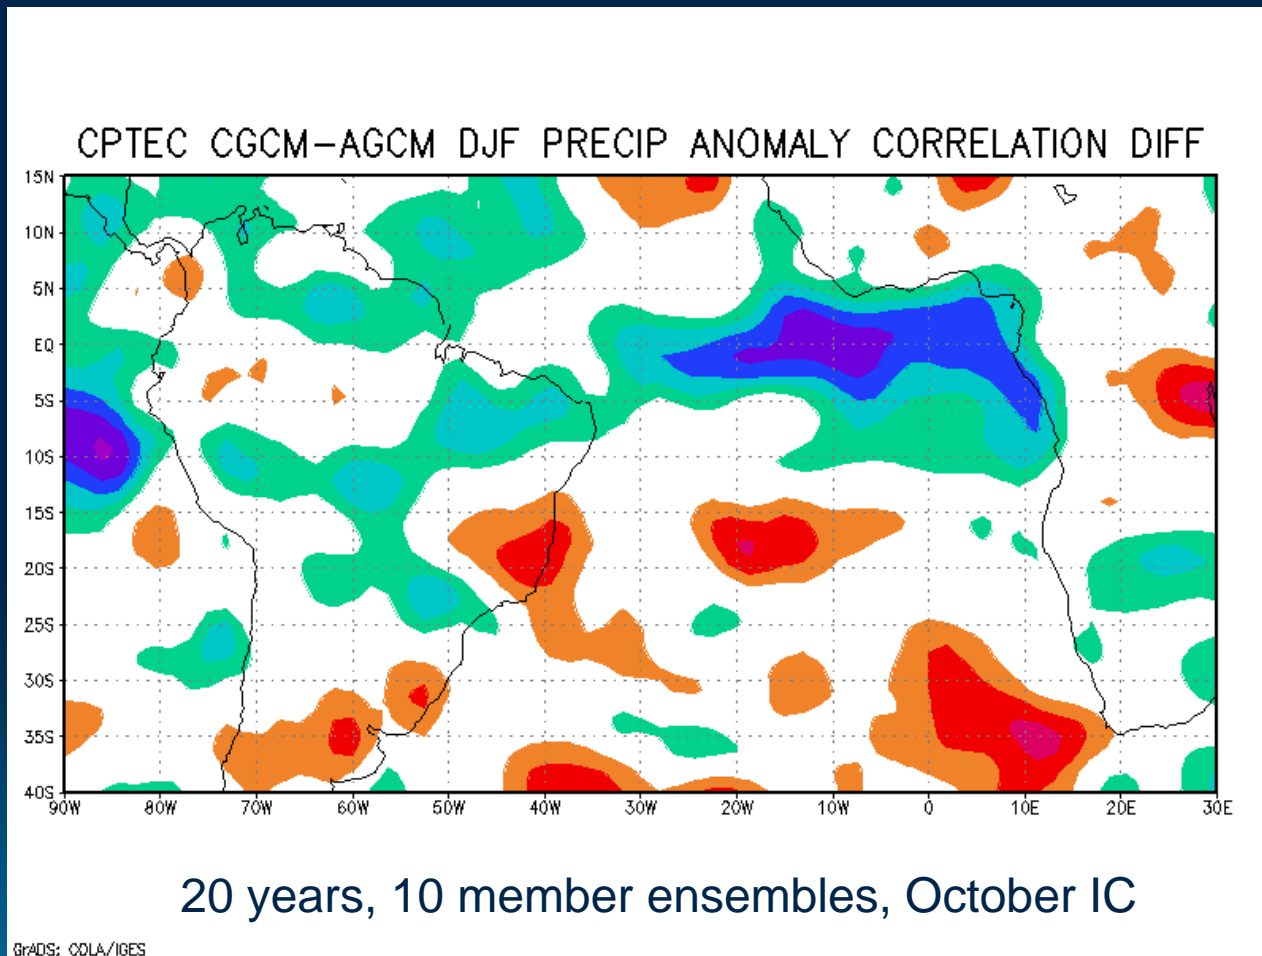 CPTEC CGCM-AGCM DJF PRECIP ANOMALY CORRELATION DIFF
15N
10N
5N
EQ
5S
10S
15S
20S
25S
30S
35S
40S
90W 80W 70W 60W 50W 40W 30W 20W 10W 0 10E 20E 30E
20 years, 10 member ensembles, October IC
GrADS: COLA/IGES